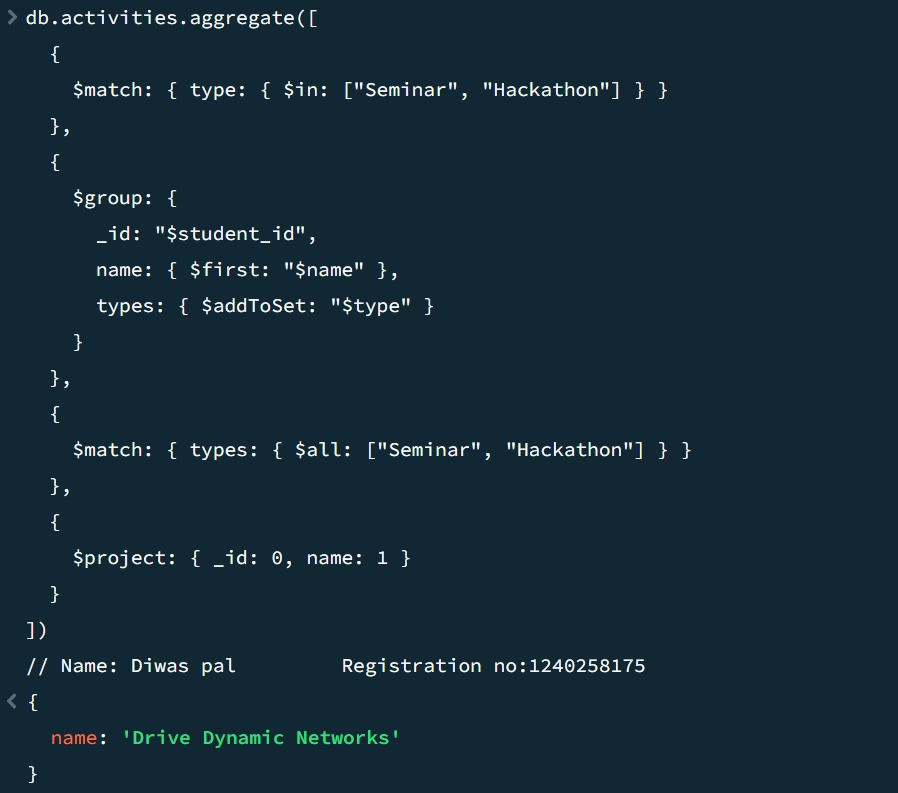 db.activities.aggregate([
{
$match: { type: { $in: ["Seminar", "Hackathon"] } }
},
{
$group: {
_id: "$student_id",
name: { $first: "$name" },
types: { $addToSet: "$type" }
}
},
{
$match: { types: { $all: ["Seminar", "Hackathon"] } }
},
{
$project: { _id: 0, name: 1 }
}
])
// Name: Diwas pal Registration no:1240258175
{
name: 'Drive Dynamic Networks'
}